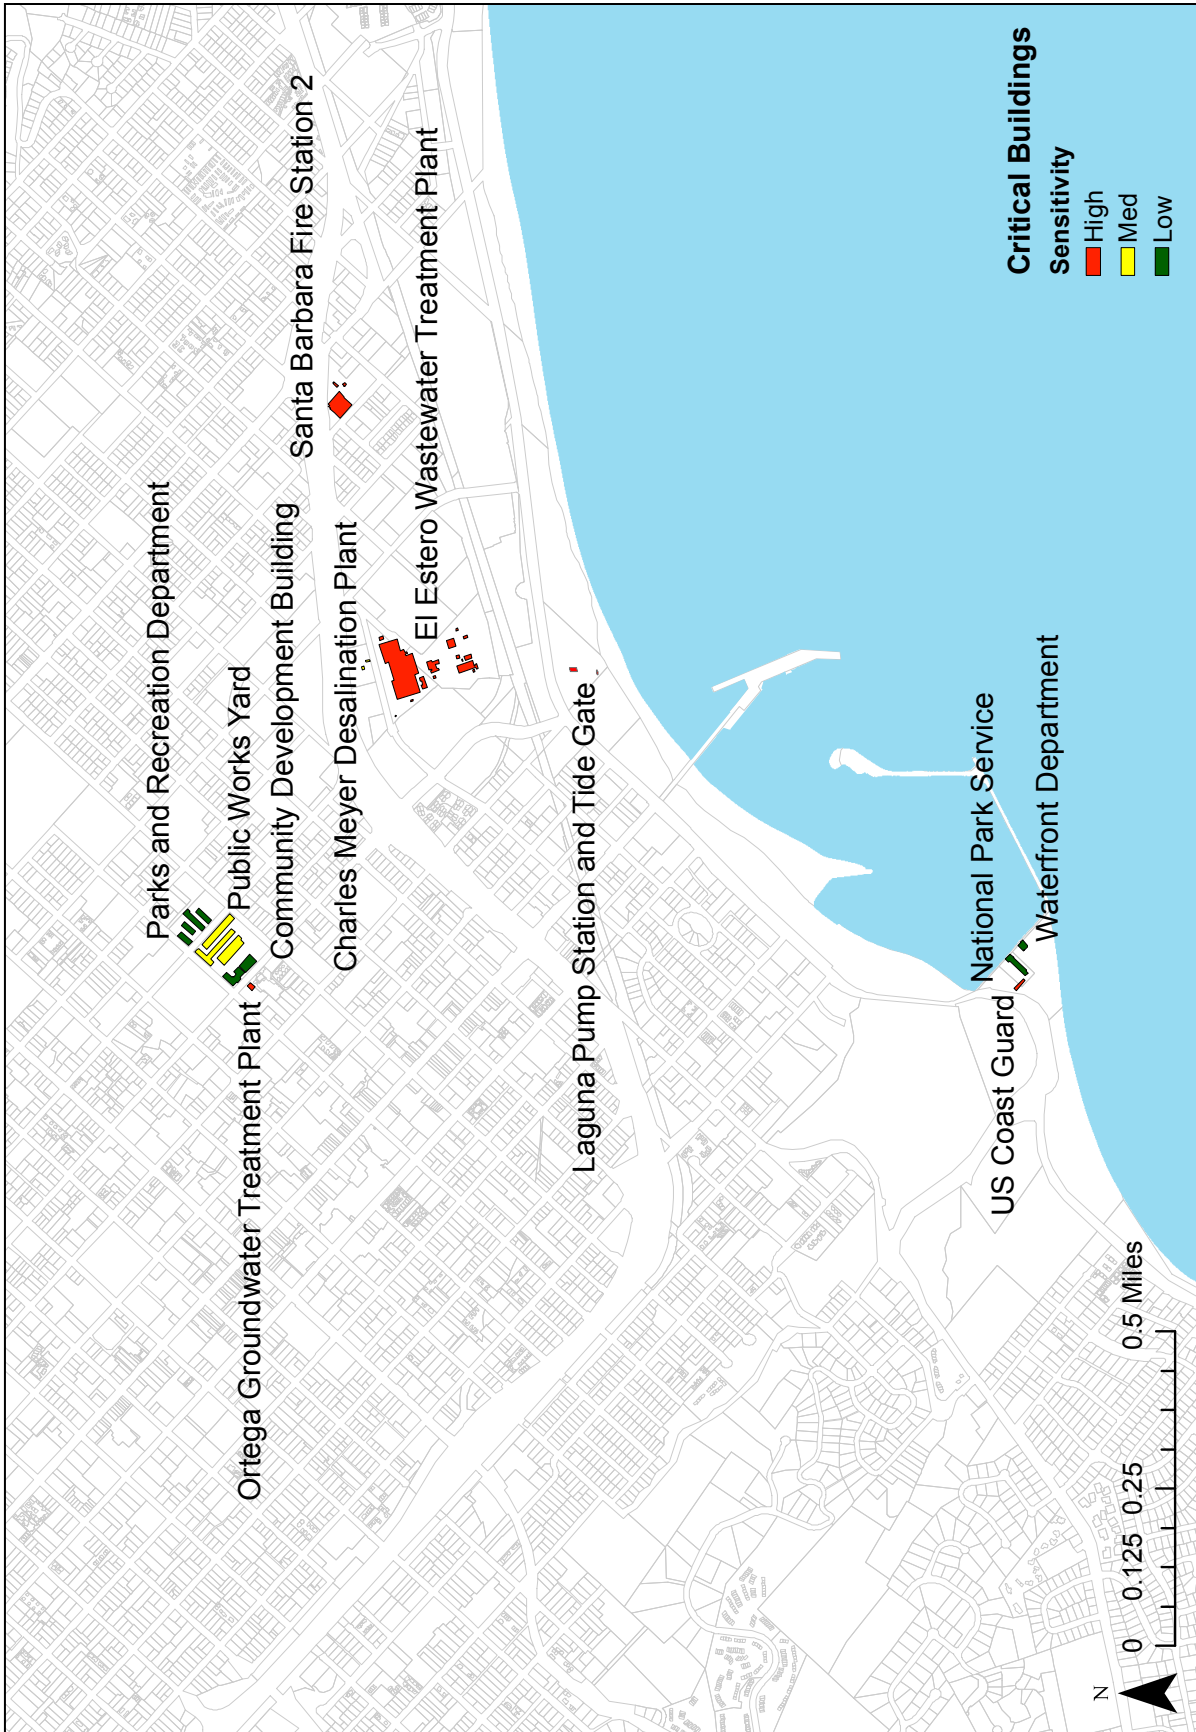 Parks and Recreation Department
Public Works Yard
Ortega Groundwater Treatment Plant
Community Development Building
Santa Barbara Fire Station 2
Charles Meyer Desalination Plant
El Estero Wastewater Treatment Plant
Laguna Pump Station and Tide Gate
National Park Service
US Coast Guard
Waterfront Department
Critical Buildings
Sensitivity
High
Med
Low
N
0 0.125 0.25 0.5 Miles